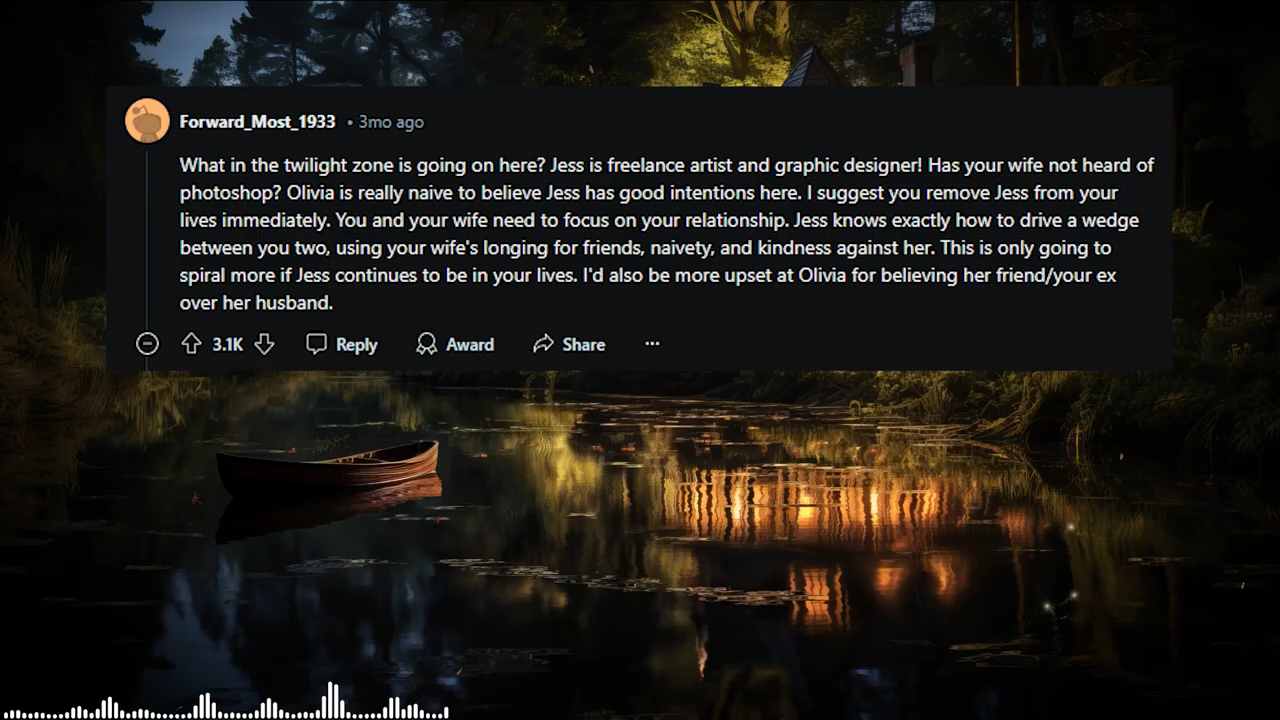 Forward_Most_1933 • 3mo ago
What in the twilight zone is going on here? Jess is freelance artist and graphic designer! Has your wife not heard of
photoshop? Olivia is really naive to believe Jess has good intentions here. I suggest you remove Jess from your
lives immediately. You and your wife need to focus on your relationship. Jess knows exactly how to drive a wedge
between you two, using your wife's longing for friends, naivety, and kindness against her. This is only going to
spiral more if Jess continues to be in your lives. I'd also be more upset at Olivia for believing her friend/your ex
over her husband.
3.1K Reply Award Share ...